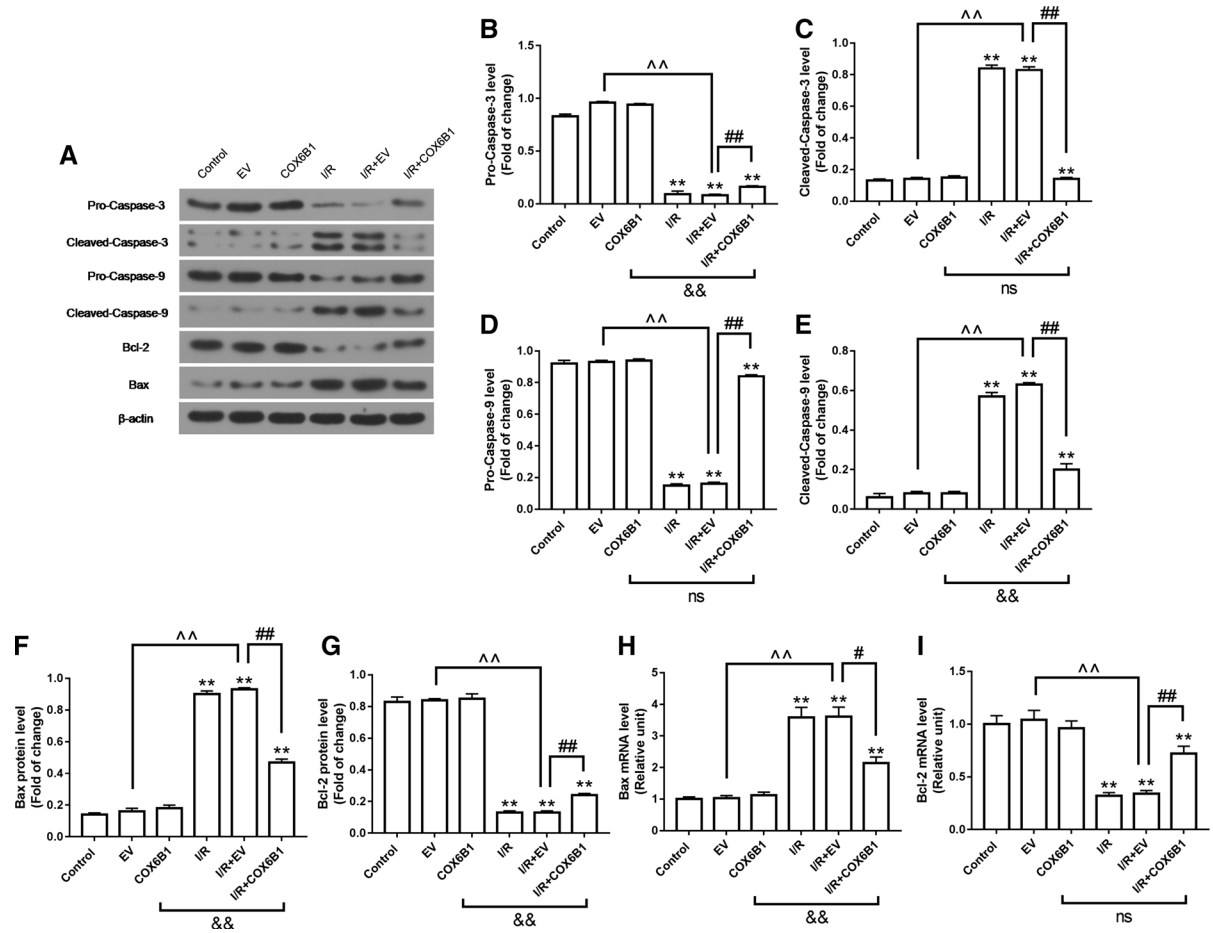 A
Control
EV
COX6B1
I/R
I/R+EV
I/R+COX6B1
Pro-Caspase-3
Cleaved-Caspase-3
Pro-Caspase-9
Cleaved-Caspase-9
Bcl-2
Bax
β-actin
B
Pro-Caspase-3 level
(Fold of change)
1.5
1.0
0.5
0.0
^^
##
** ** **
Control
EV
COX6B1
I/R
I/R+EV
I/R+COX6B1
&&
C
Cleaved-Caspase-3 level
(Fold of change)
1.0
0.8
0.6
0.4
0.2
0.0
^^
##
** ** **
Control
EV
COX6B1
I/R
I/R+EV
I/R+COX6B1
ns
D
Pro-Caspase-9 level
(Fold of change)
1.0
0.8
0.6
0.4
0.2
0.0
^^
##
** ** **
Control
EV
COX6B1
I/R
I/R+EV
I/R+COX6B1
ns
E
Cleaved-Caspase-9 level
(Fold of change)
0.8
0.6
0.4
0.2
0.0
^^
##
** ** **
Control
EV
COX6B1
I/R
I/R+EV
I/R+COX6B1
&&
F
Bax protein level
(Fold of change)
1.0
0.8
0.6
0.4
0.2
0.0
^^
##
** ** **
Control
EV
COX6B1
I/R
I/R+EV
I/R+COX6B1
&&
G
Bcl-2 protein level
(Fold of change)
1.0
0.8
0.6
0.4
0.2
0.0
^^
##
** ** **
Control
EV
COX6B1
I/R
I/R+EV
I/R+COX6B1
&&
H
Bax mRNA level
(Relative unit)
5
4
3
2
1
0
^^
#
** ** **
Control
EV
COX6B1
I/R
I/R+EV
I/R+COX6B1
&&
I
Bcl-2 mRNA level
(Relative unit)
1.5
1.0
0.5
0.0
^^
##
** ** **
Control
EV
COX6B1
I/R
I/R+EV
I/R+COX6B1
ns